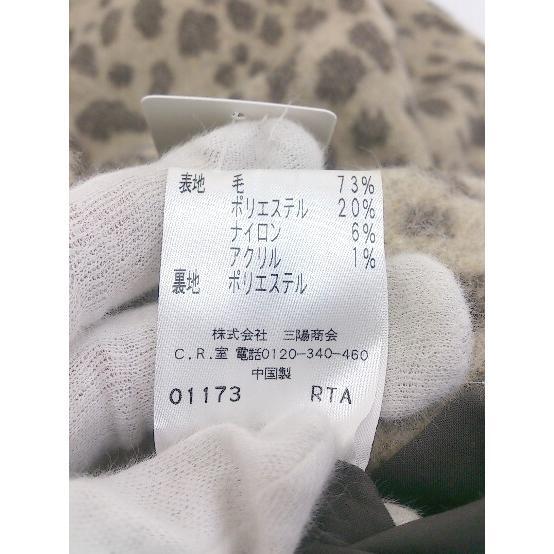 表地 毛 73%
ポリエステル 20%
ナイロン 6%
アクリル 1%
裏地 ポリエステル
株式会社 三陽商会
C.R.室 電話0120-340-460
中国製
01173 RTA